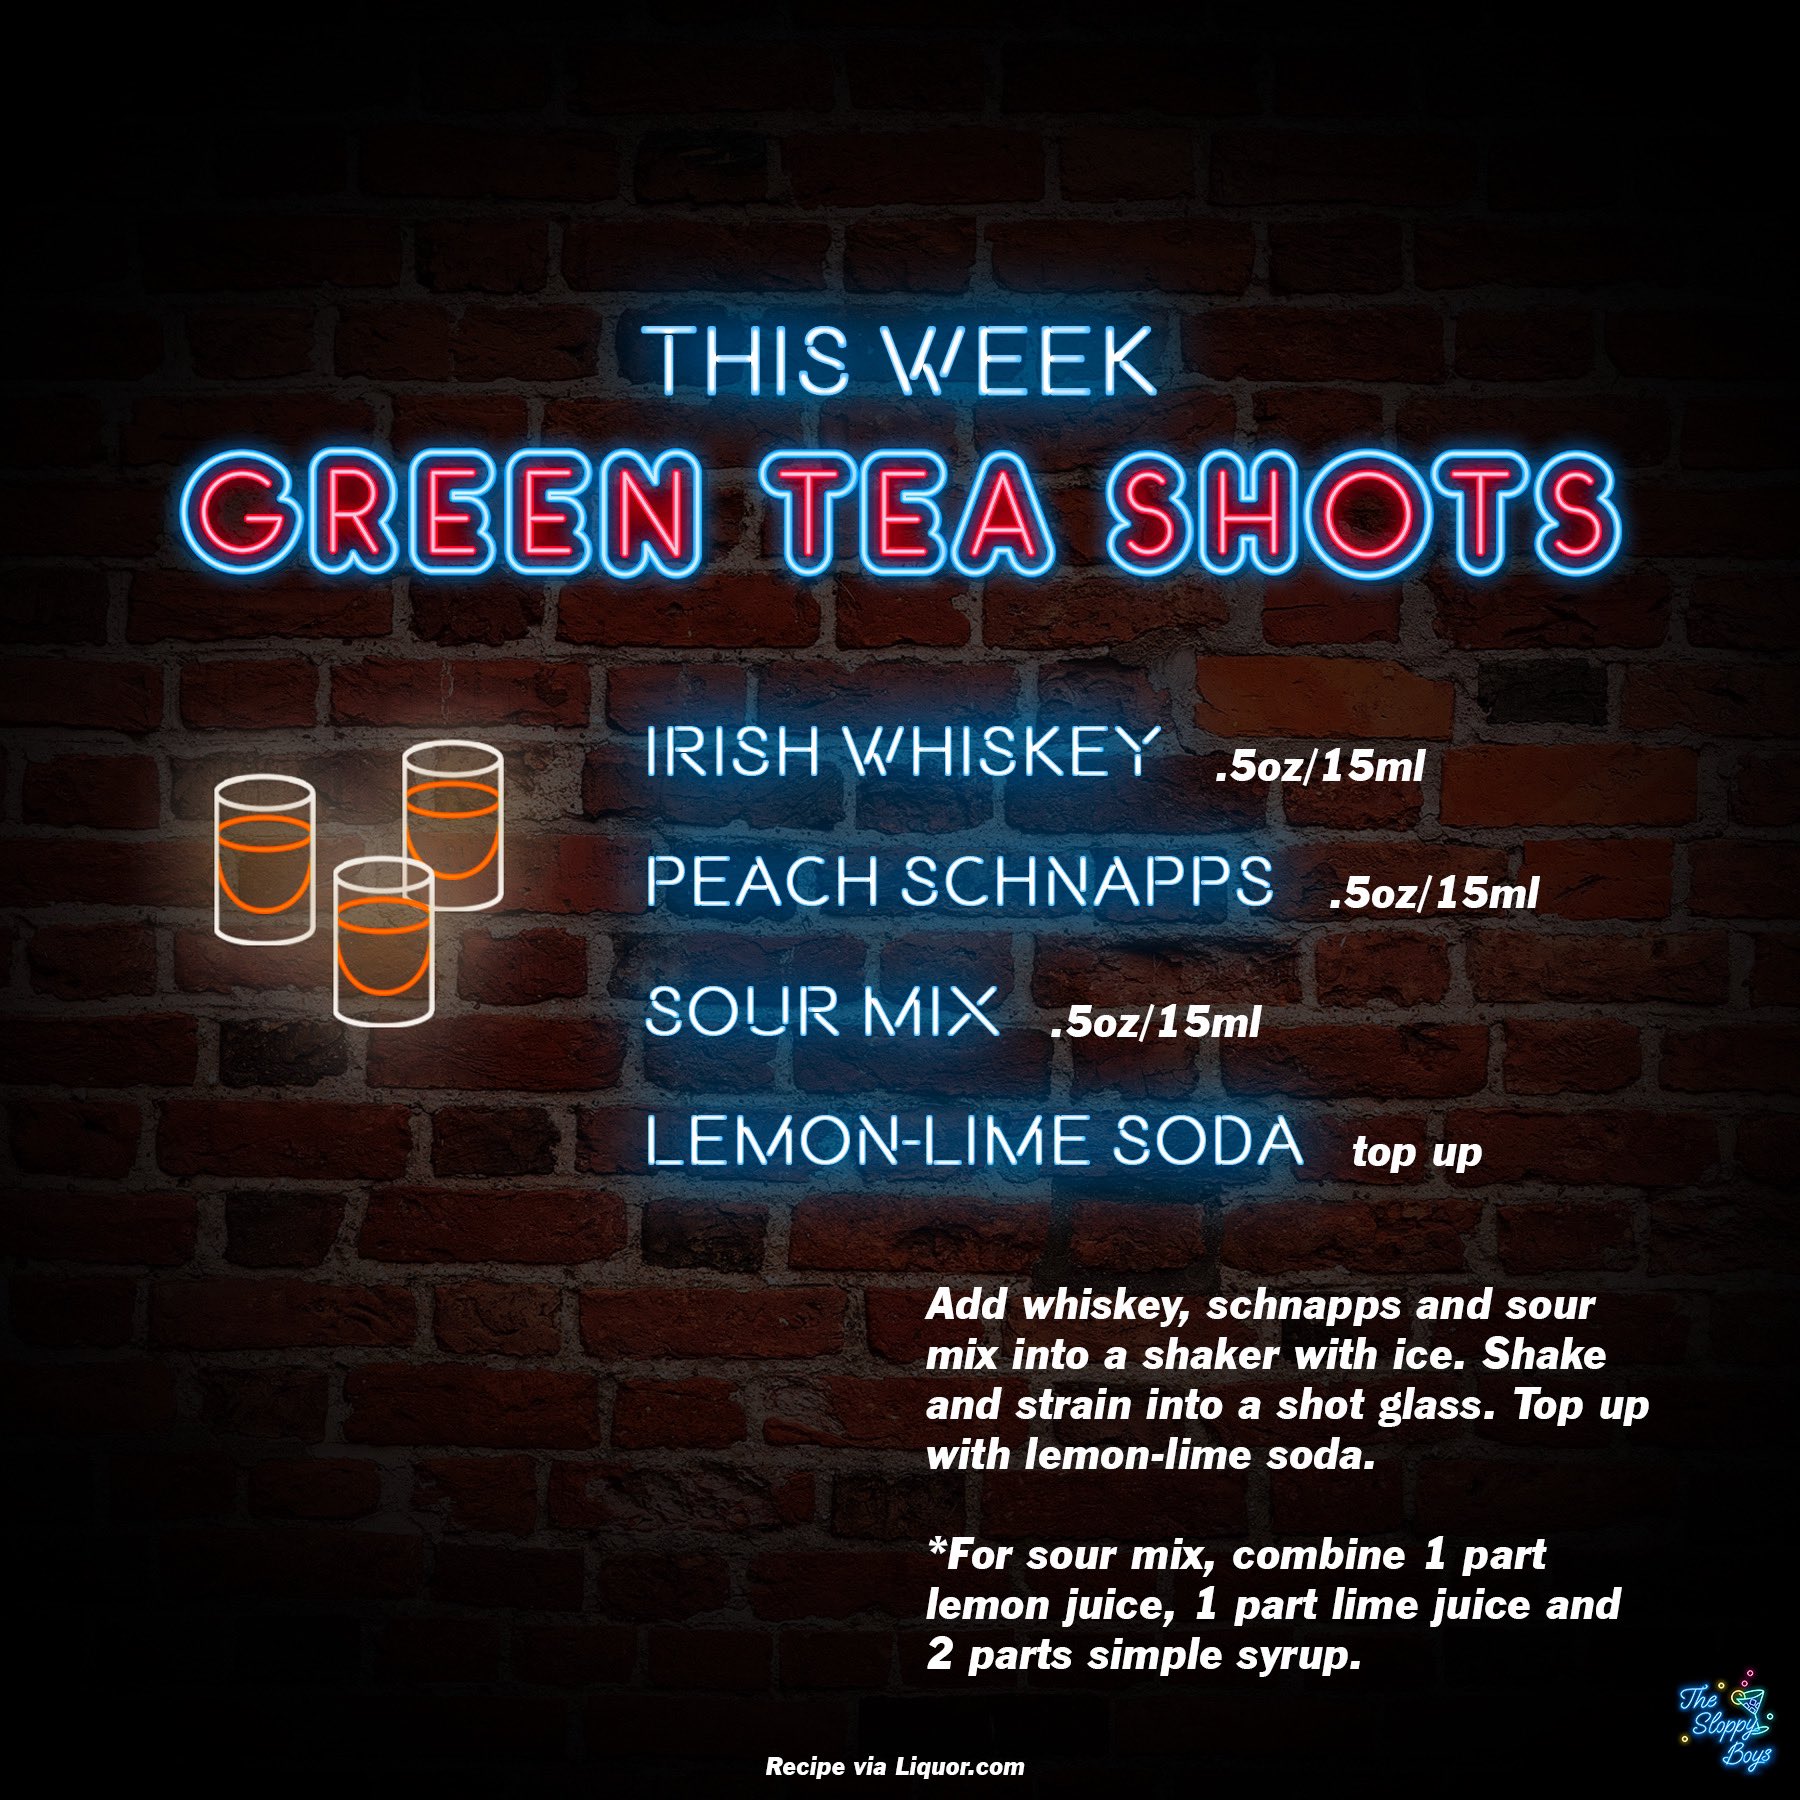 THIS WEEK
GREEN TEA SHOTS
IRISH WHISKEY .5oz/15ml
PEACH SCHNAPPS .5oz/15ml
SOUR MIX .5oz/15ml
LEMON-LIME SODA top up
Add whiskey, schnapps and sour
mix into a shaker with ice. Shake
and strain into a shot glass. Top up
with lemon-lime soda.
*For sour mix, combine 1 part
lemon juice, 1 part lime juice and
2 parts simple syrup.
The
Sloppy
Boys
Recipe via Liquor.com